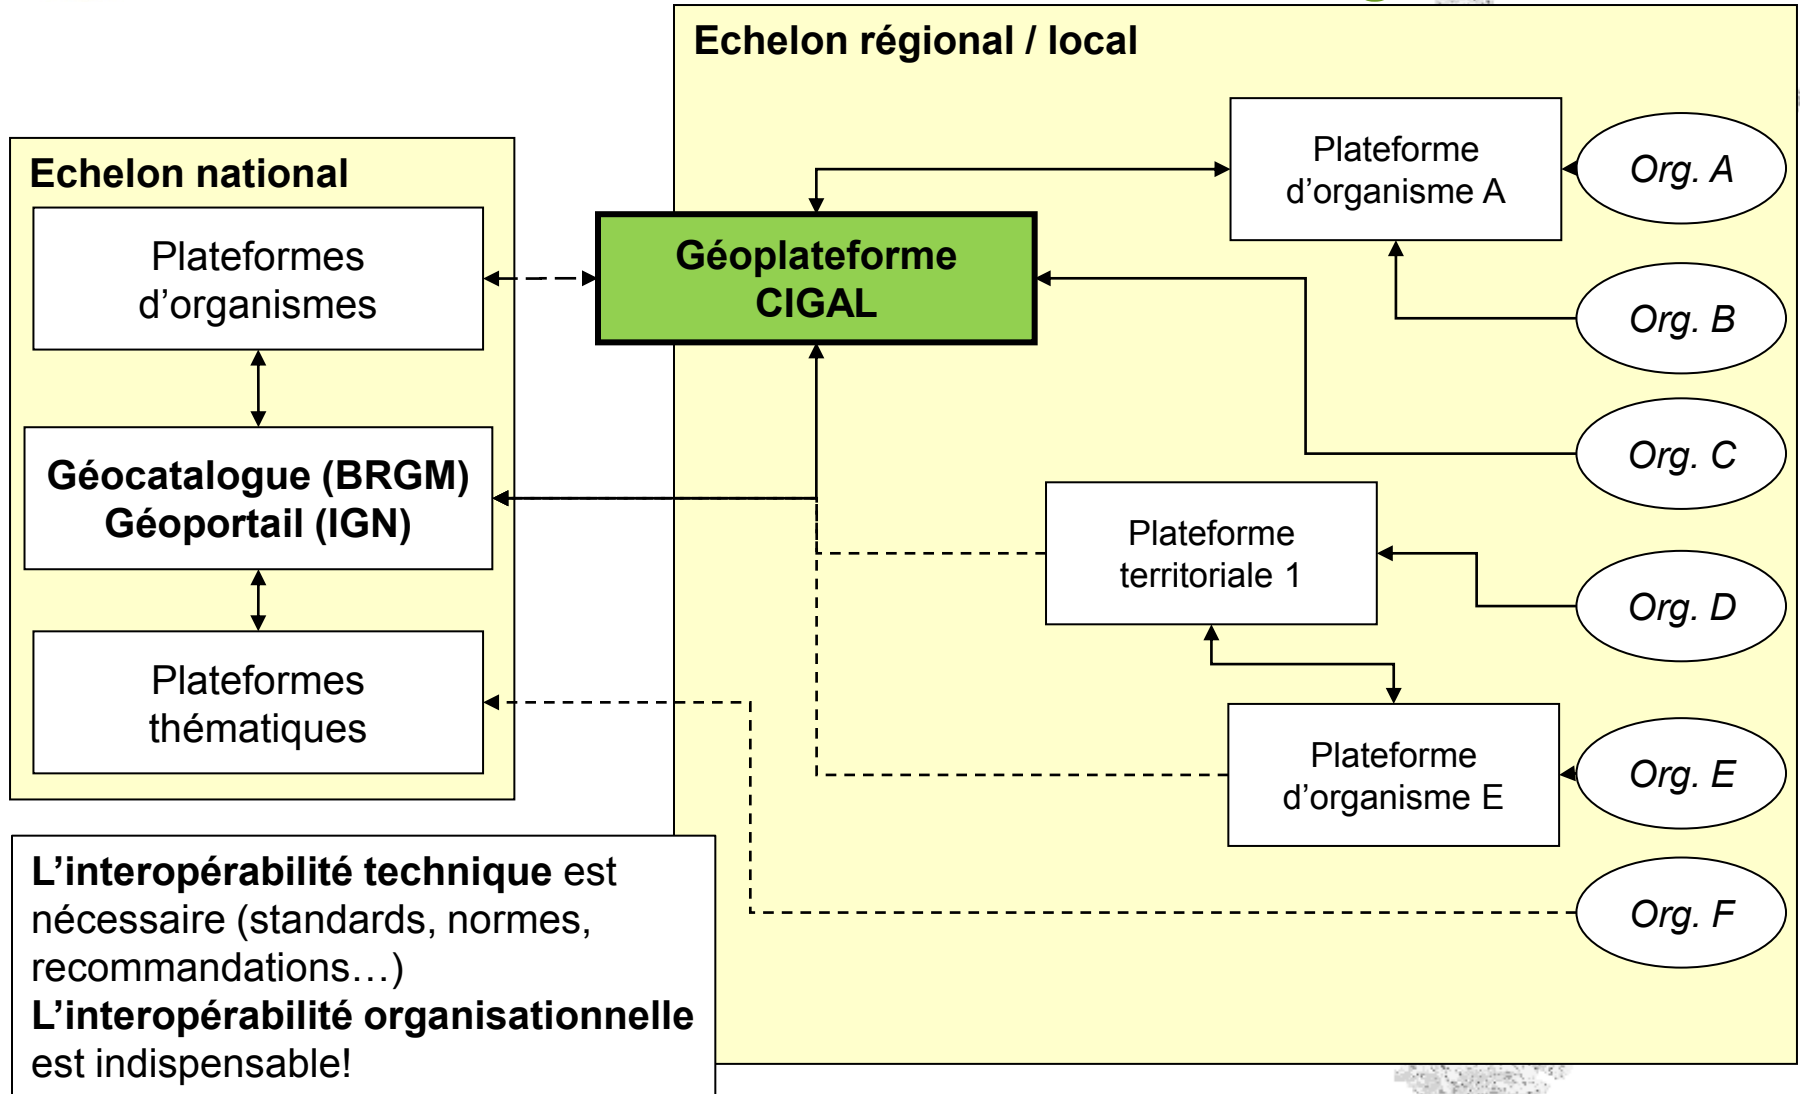 Echelon régional / local
Echelon national
Plateformes
d’organismes
Géocatalogue (BRGM)
Géoportail (IGN)
Plateformes
thématiques
Géoplateforme
CIGAL
Plateforme
d’organisme A
Plateforme
territoriale 1
Plateforme
d’organisme E
Org. A
Org. B
Org. C
Org. D
Org. E
Org. F
L’interopérabilité technique est
nécessaire (standards, normes,
recommandations…)
L’interopérabilité organisationnelle
est indispensable!